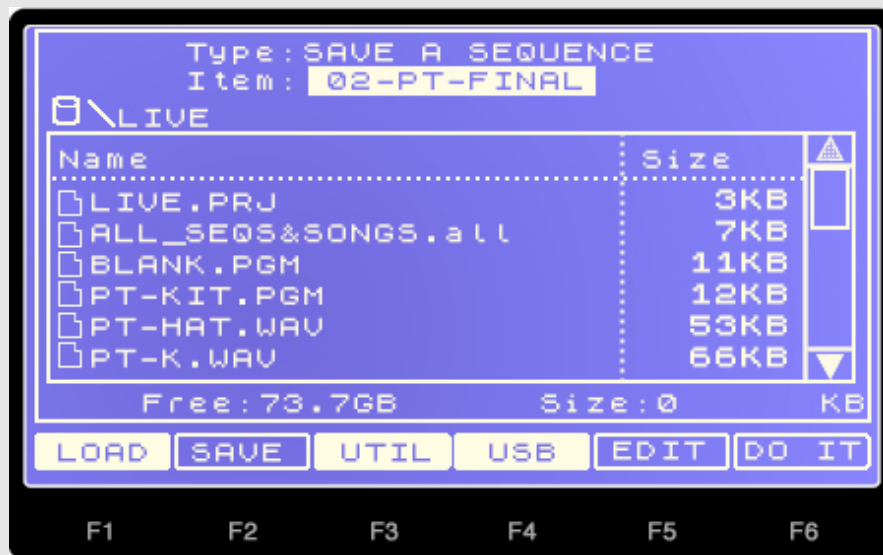 Type:SAVE A SEQUENCE
Item: 02-PT-FINAL
\LIVE
Name Size
LIVE.PRJ 3KB
ALL_SEQS&SONGS.all 7KB
BLANK.PGM 11KB
PT-KIT.PGM 12KB
PT-HAT.WAV 53KB
PT-K.WAV 66KB
Free:73.7GB Size:0 KB
LOAD SAVE UTIL USB EDIT DO IT
F1 F2 F3 F4 F5 F6